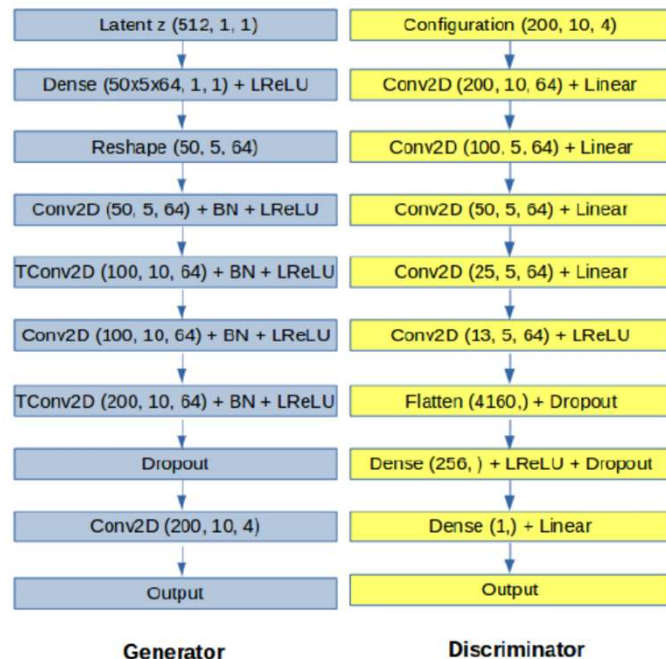 Latent z (512, 1, 1)
Dense (50x5x64, 1, 1) + LReLU
Reshape (50, 5, 64)
Conv2D (50, 5, 64) + BN + LReLU
TConv2D (100, 10, 64) + BN + LReLU
Conv2D (100, 10, 64) + BN + LReLU
TConv2D (200, 10, 64) + BN + LReLU
Dropout
Conv2D (200, 10, 4)
Output
Generator
Configuration (200, 10, 4)
Conv2D (200, 10, 64) + Linear
Conv2D (100, 5, 64) + Linear
Conv2D (50, 5, 64) + Linear
Conv2D (25, 5, 64) + Linear
Conv2D (13, 5, 64) + LReLU
Flatten (4160,) + Dropout
Dense (256, ) + LReLU + Dropout
Dense (1,) + Linear
Output
Discriminator